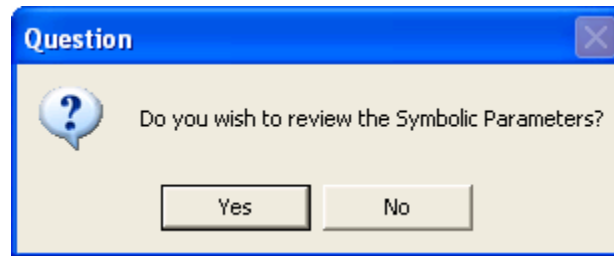 Question
Do you wish to review the Symbolic Parameters?
Yes
No